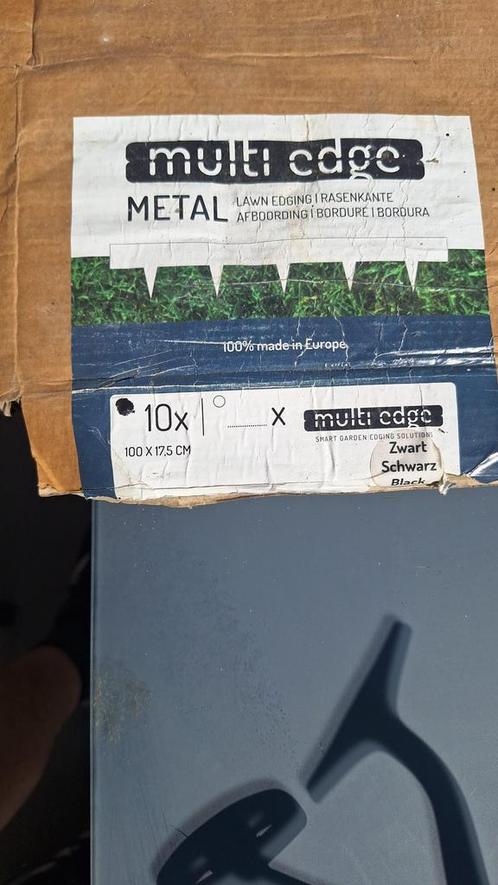 multi edge
METAL LAWN EDGING | RASENKANTE
AFBOORDING | BORDURE | BORDURA
100% made in Europe
10x | ○ ............ X multi edge
100 X 17,5 CM
SMART GARDEN EDGING SOLUTIONS
Zwart
Schwarz
Black